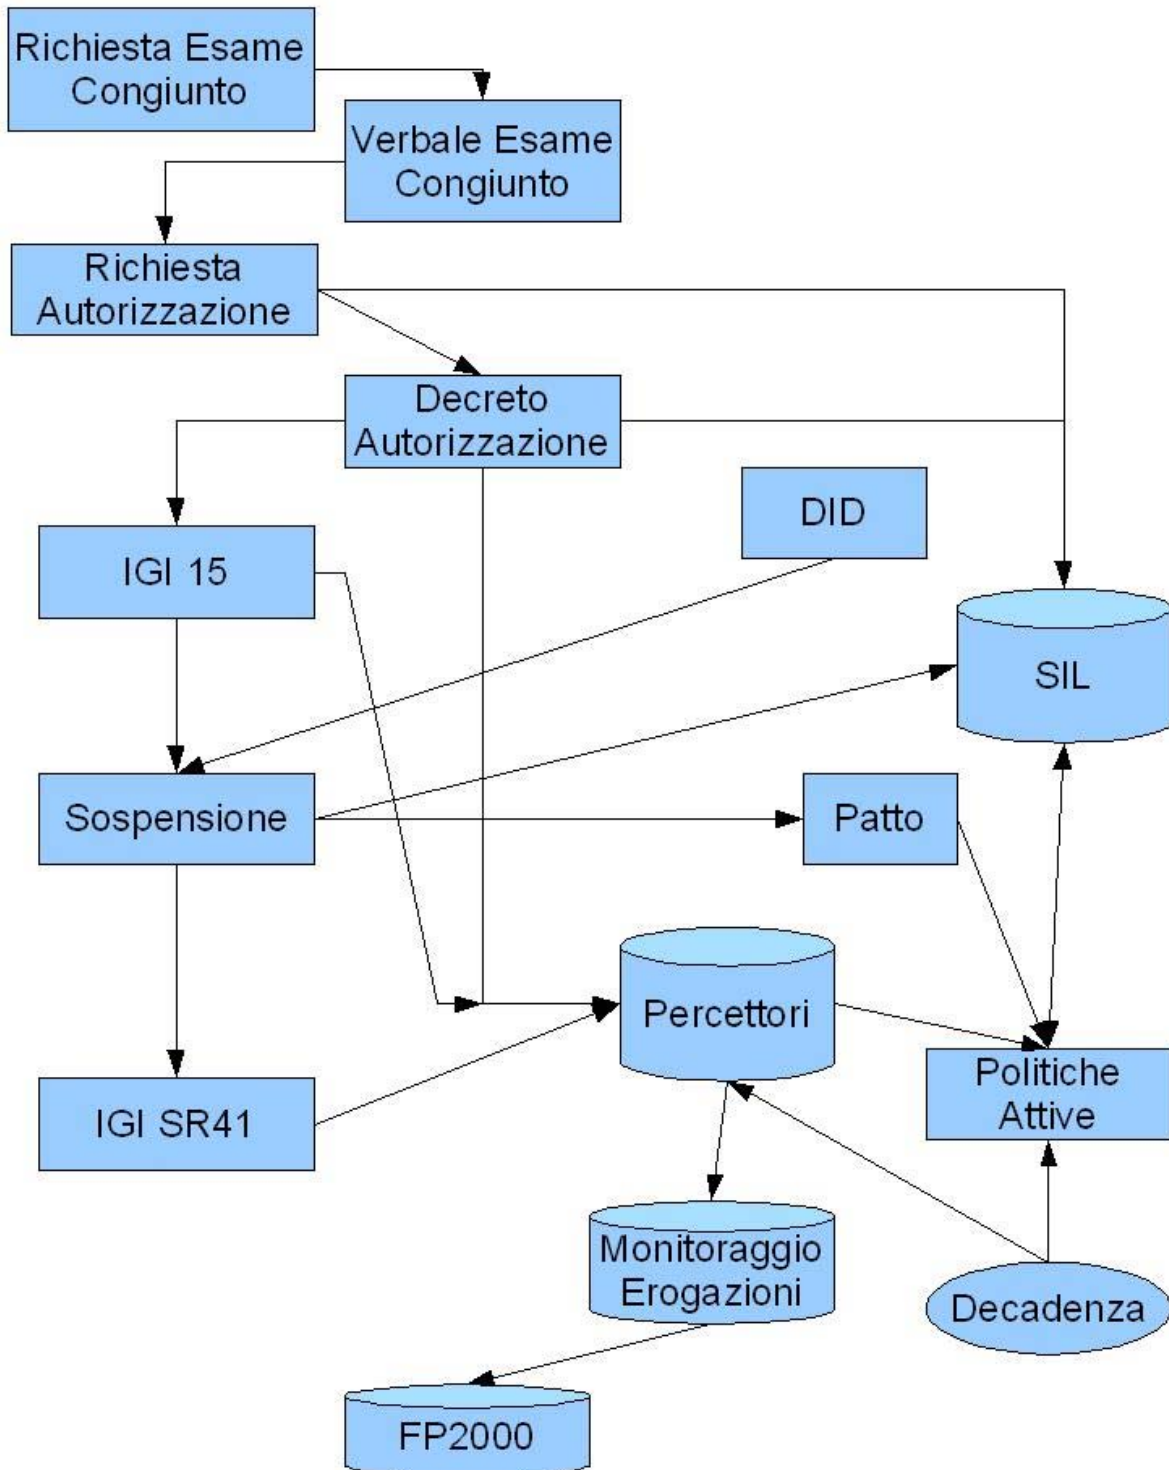 Richiesta Esame
Congiunto
Verbale Esame
Congiunto
Richiesta
Autorizzazione
Decreto
Autorizzazione
DID
IGI 15
SIL
Sospensione
Patto
Percettori
Politiche
Attive
IGI SR41
Monitoraggio
Erogazioni
Decadenza
FP2000